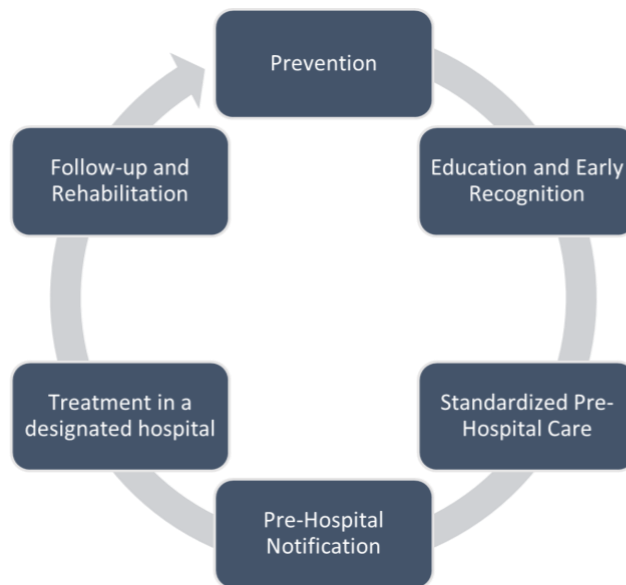 Prevention
Education and Early
Recognition
Standardized Pre-
Hospital Care
Pre-Hospital
Notification
Treatment in a
designated hospital
Follow-up and
Rehabilitation